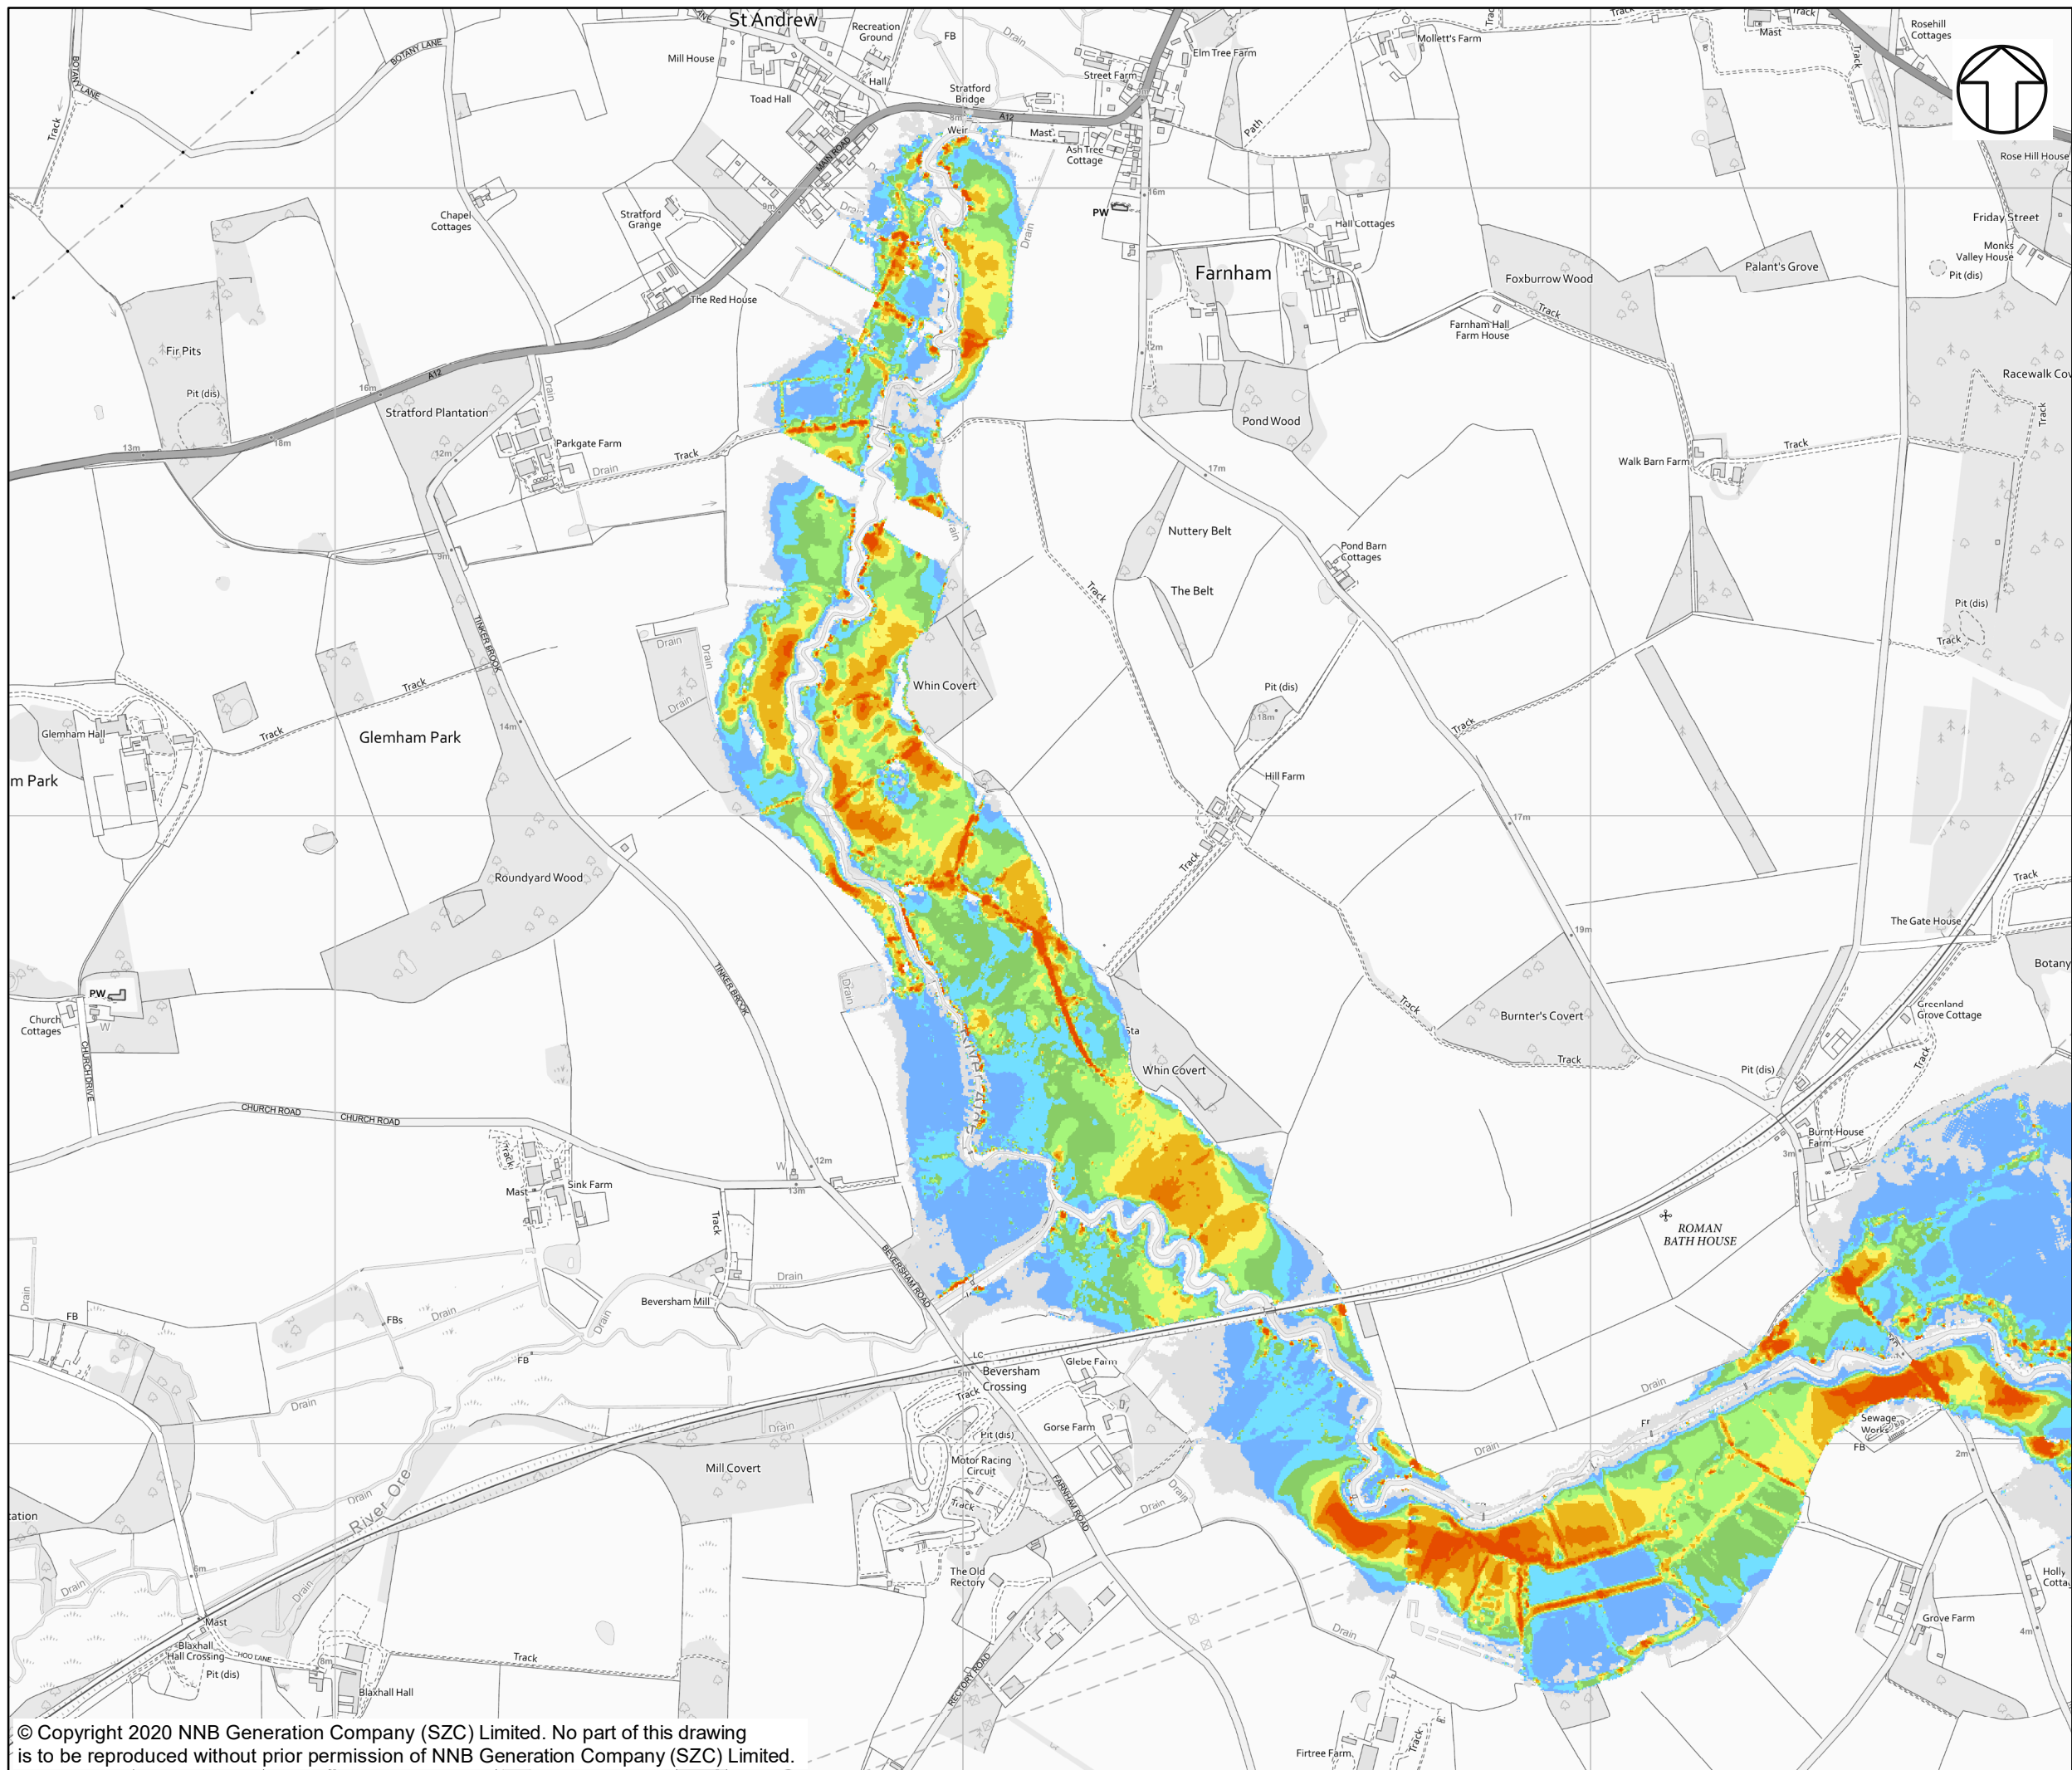 St Andrew
Recreation
Ground
FB
Drain
Elm Tree Farm
Mollett's Farm
Track
Mast
Track
Rosehill
Cottages
BOTANY LANE
BOTANY LANE
Mill House
Hall
Street Farm
Track
Toad Hall
Stratford
Bridge
A12
Weir
Mast
Ash Tree
Cottage
Path
Track
MAIN ROAD
Rose Hill House
16m
PW
Chapel
Cottages
Stratford
Grange
9m
Drain
Drain
Hall Cottages
Friday Street
Monks
Valley House
Pit (dis)
Farnham
Foxburrow Wood
Palant's Grove
The Red House
Track
Farnham Hall
Farm House
Fir Pits
12m
16m
A12
Drain
Racewalk Cov
Pit (dis)
Stratford Plantation
Pond Wood
Track
13m
18m
12m
Parkgate Farm
Track
Drain
Track
Walk Barn Farm
17m
Nuttery Belt
Pond Barn
Cottages
9m
The Belt
Track
Pit (dis)
TINKER BROOK
Drain
Drain
Track
Track
Whin Covert
Pit (dis)
Drain
18m
Track
Glemham Hall
Track
14m
Glemham Park
m Park
Hill Farm
17m
Roundyard Wood
Track
Track
The Gate House
19m
Botany
TINKER BROOK
Drain
PW
Church
Cottages
W
Track
Burnter's Covert
Greenland
Grove Cottage
Sta
Track
Whin Covert
Pit (dis)
Track
CHURCH DRIVE
CHURCH ROAD
CHURCH ROAD
Burnt House
Farm
3m
Track
W
12m
Mast
Sink Farm
13m
Track
ROMAN
BATH HOUSE
BEVERSHAM ROAD
Drain
Drain
Beversham Mill
FB
FBs
Drain
Drain
FB
LC
5m
Beversham
Crossing
Glebe Farm
Track
Drain
Drain
Drain
Gorse Farm
Sewage
Works
FB
Pit (dis)
Drain
2m
Mill Covert
Motor Racing
Circuit
Track
FARNHAM ROAD
Drain
Drain
Drain
River Ore
tation
6m
Drain
Drain
The Old
Rectory
Holly
Cotta
Mast
Blaxhall
Hall Crossing
Grove Farm
4m
Drain
Pit (dis)
8m
Track
RECTORY ROAD
Blaxhall Hall
Track
Firtree Farm
© Copyright 2020 NNB Generation Company (SZC) Limited. No part of this drawing
is to be reproduced without prior permission of NNB Generation Company (SZC) Limited.